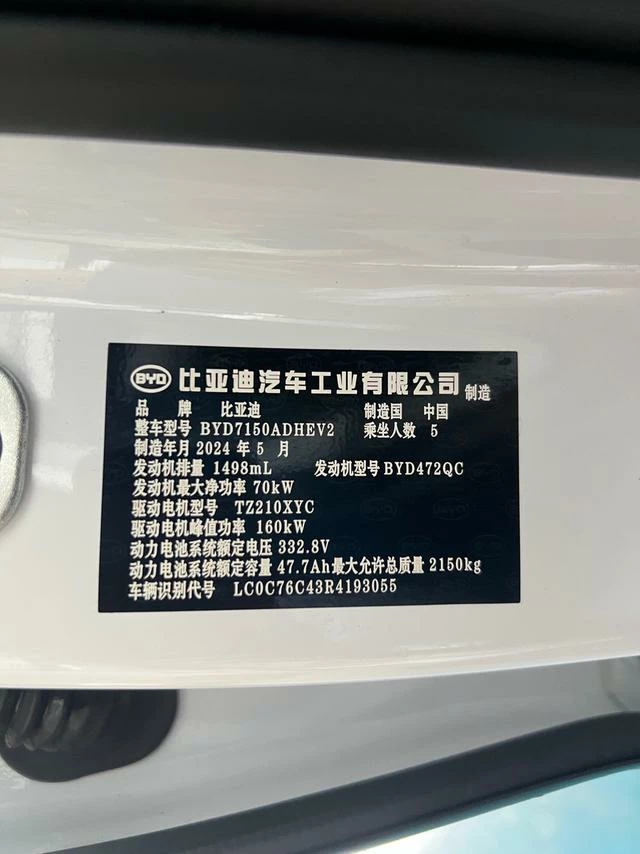 BYD 比亚迪汽车工业有限公司 制造
品 牌 比亚迪 制造国 中国
整车型号 BYD7150ADHEV2 乘坐人数 5
制造年月 2024 年 5 月
发动机排量 1498mL 发动机型号 BYD472QC
发动机最大净功率 70kW
驱动电机型号 TZ210XYC
驱动电机峰值功率 160kW
动力电池系统额定电压 332.8V
动力电池系统额定容量 47.7Ah 最大允许总质量 2150kg
车辆识别代号 LC0C76C43R4193055